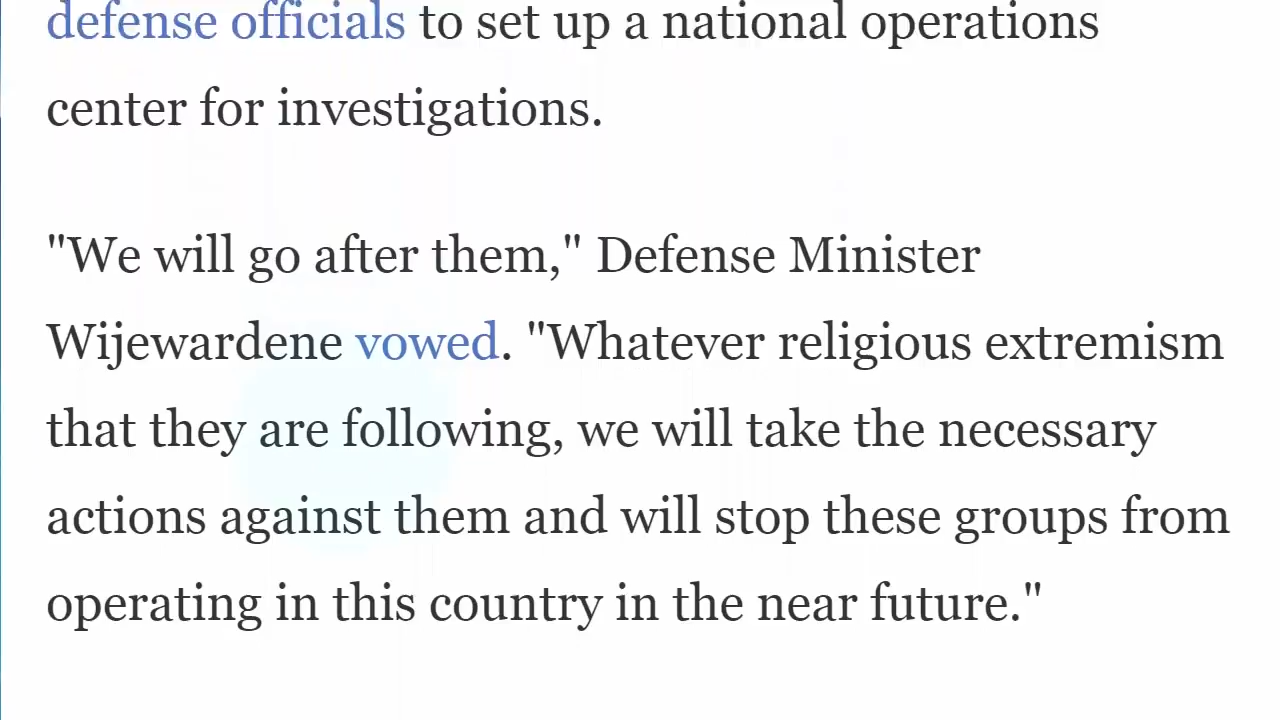 defense officials to set up a national operations
center for investigations.
"We will go after them," Defense Minister
Wijewardene vowed. "Whatever religious extremism
that they are following, we will take the necessary
actions against them and will stop these groups from
operating in this country in the near future."